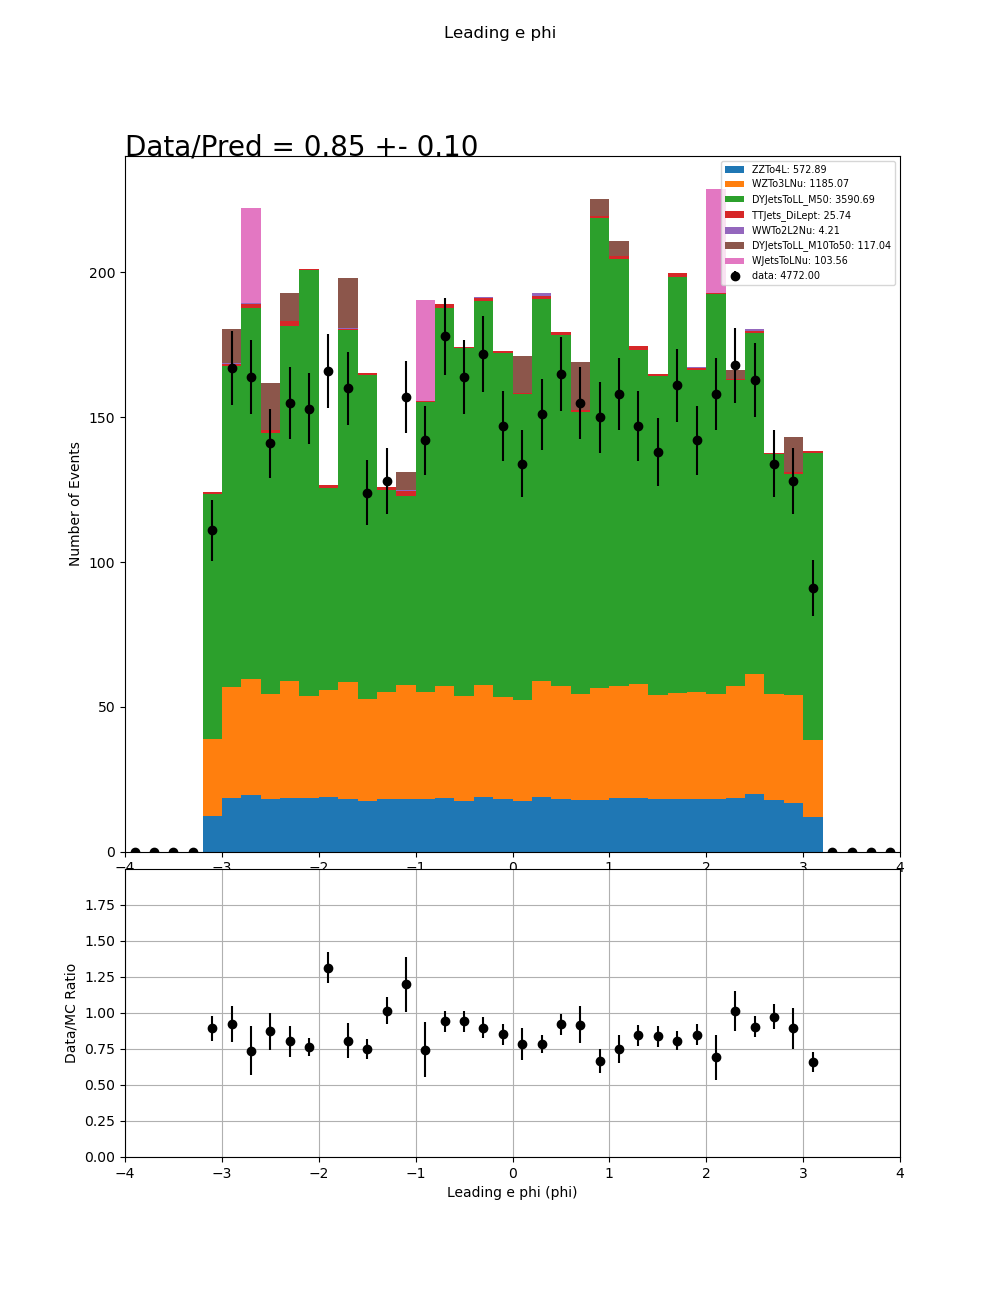 Leading e phi
Data/Pred = 0.85 +- 0.10
ZZTo4L: 572.89
WZTo3LNu: 1185.07
DYJetsToLL_M50: 3590.69
TTJets_DiLept: 25.74
WWTo2L2Nu: 4.21
DYJetsToLL_M10To50: 117.04
WJetsToLNu: 103.56
data: 4772.00
200
150
100
50
0
Number of Events
−4 −3 −2 −1 0 1 2 3 4
1.75
1.50
1.25
1.00
0.75
0.50
0.25
0.00
Data/MC Ratio
−4 −3 −2 −1 0 1 2 3 4
Leading e phi (phi)